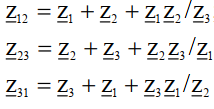 Z₁₂ = Z₁ + Z₂ + Z₁Z₂/Z₃
Z₂₃ = Z₂ + Z₃ + Z₂Z₃/Z₁
Z₃₁ = Z₃ + Z₁ + Z₃Z₁/Z₂